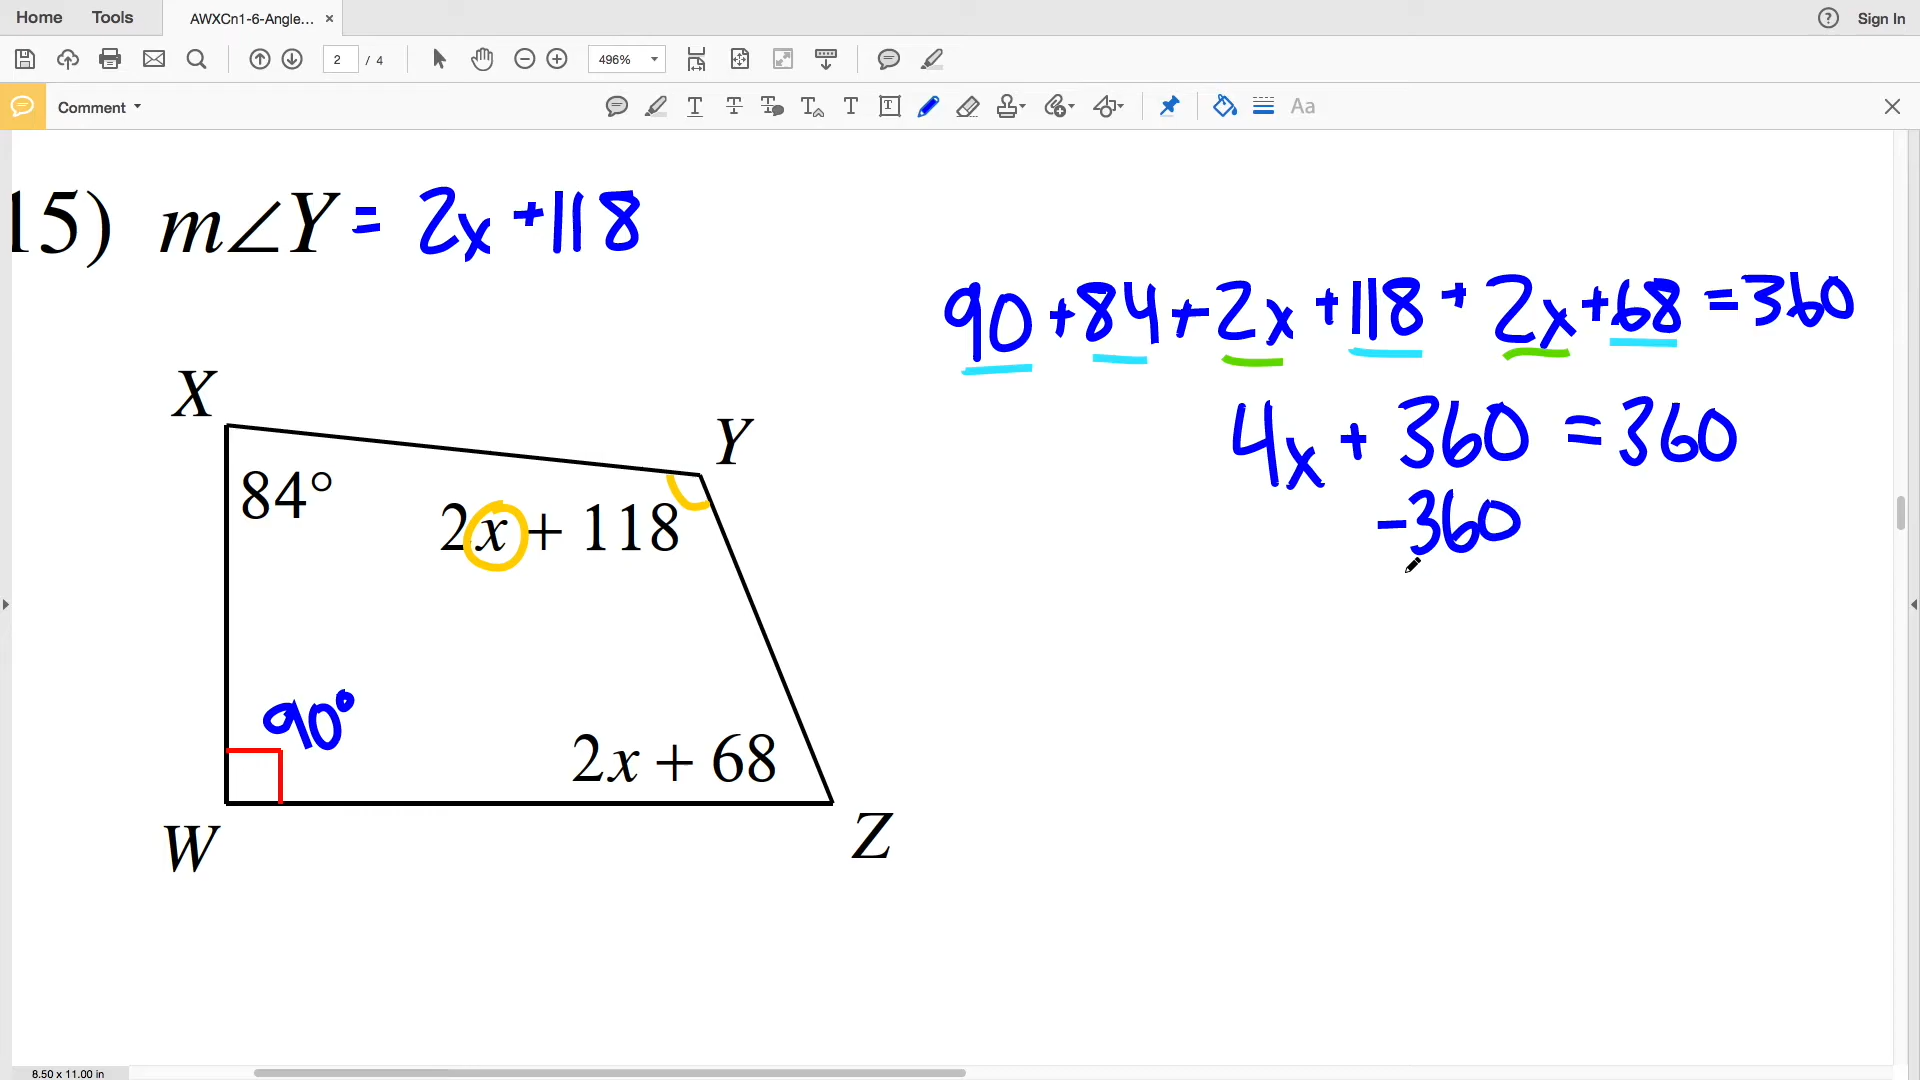 Home Tools AWXCn1-6-Angle... × ? Sign In
2 / 4 496%
Comment Aa
15) m∠Y = 2x + 118
90 + 84 + 2x + 118 + 2x + 68 = 360
4x + 360 = 360
-360
X
Y
84°
2x + 118
90°
2x + 68
W
Z
8.50 x 11.00 in